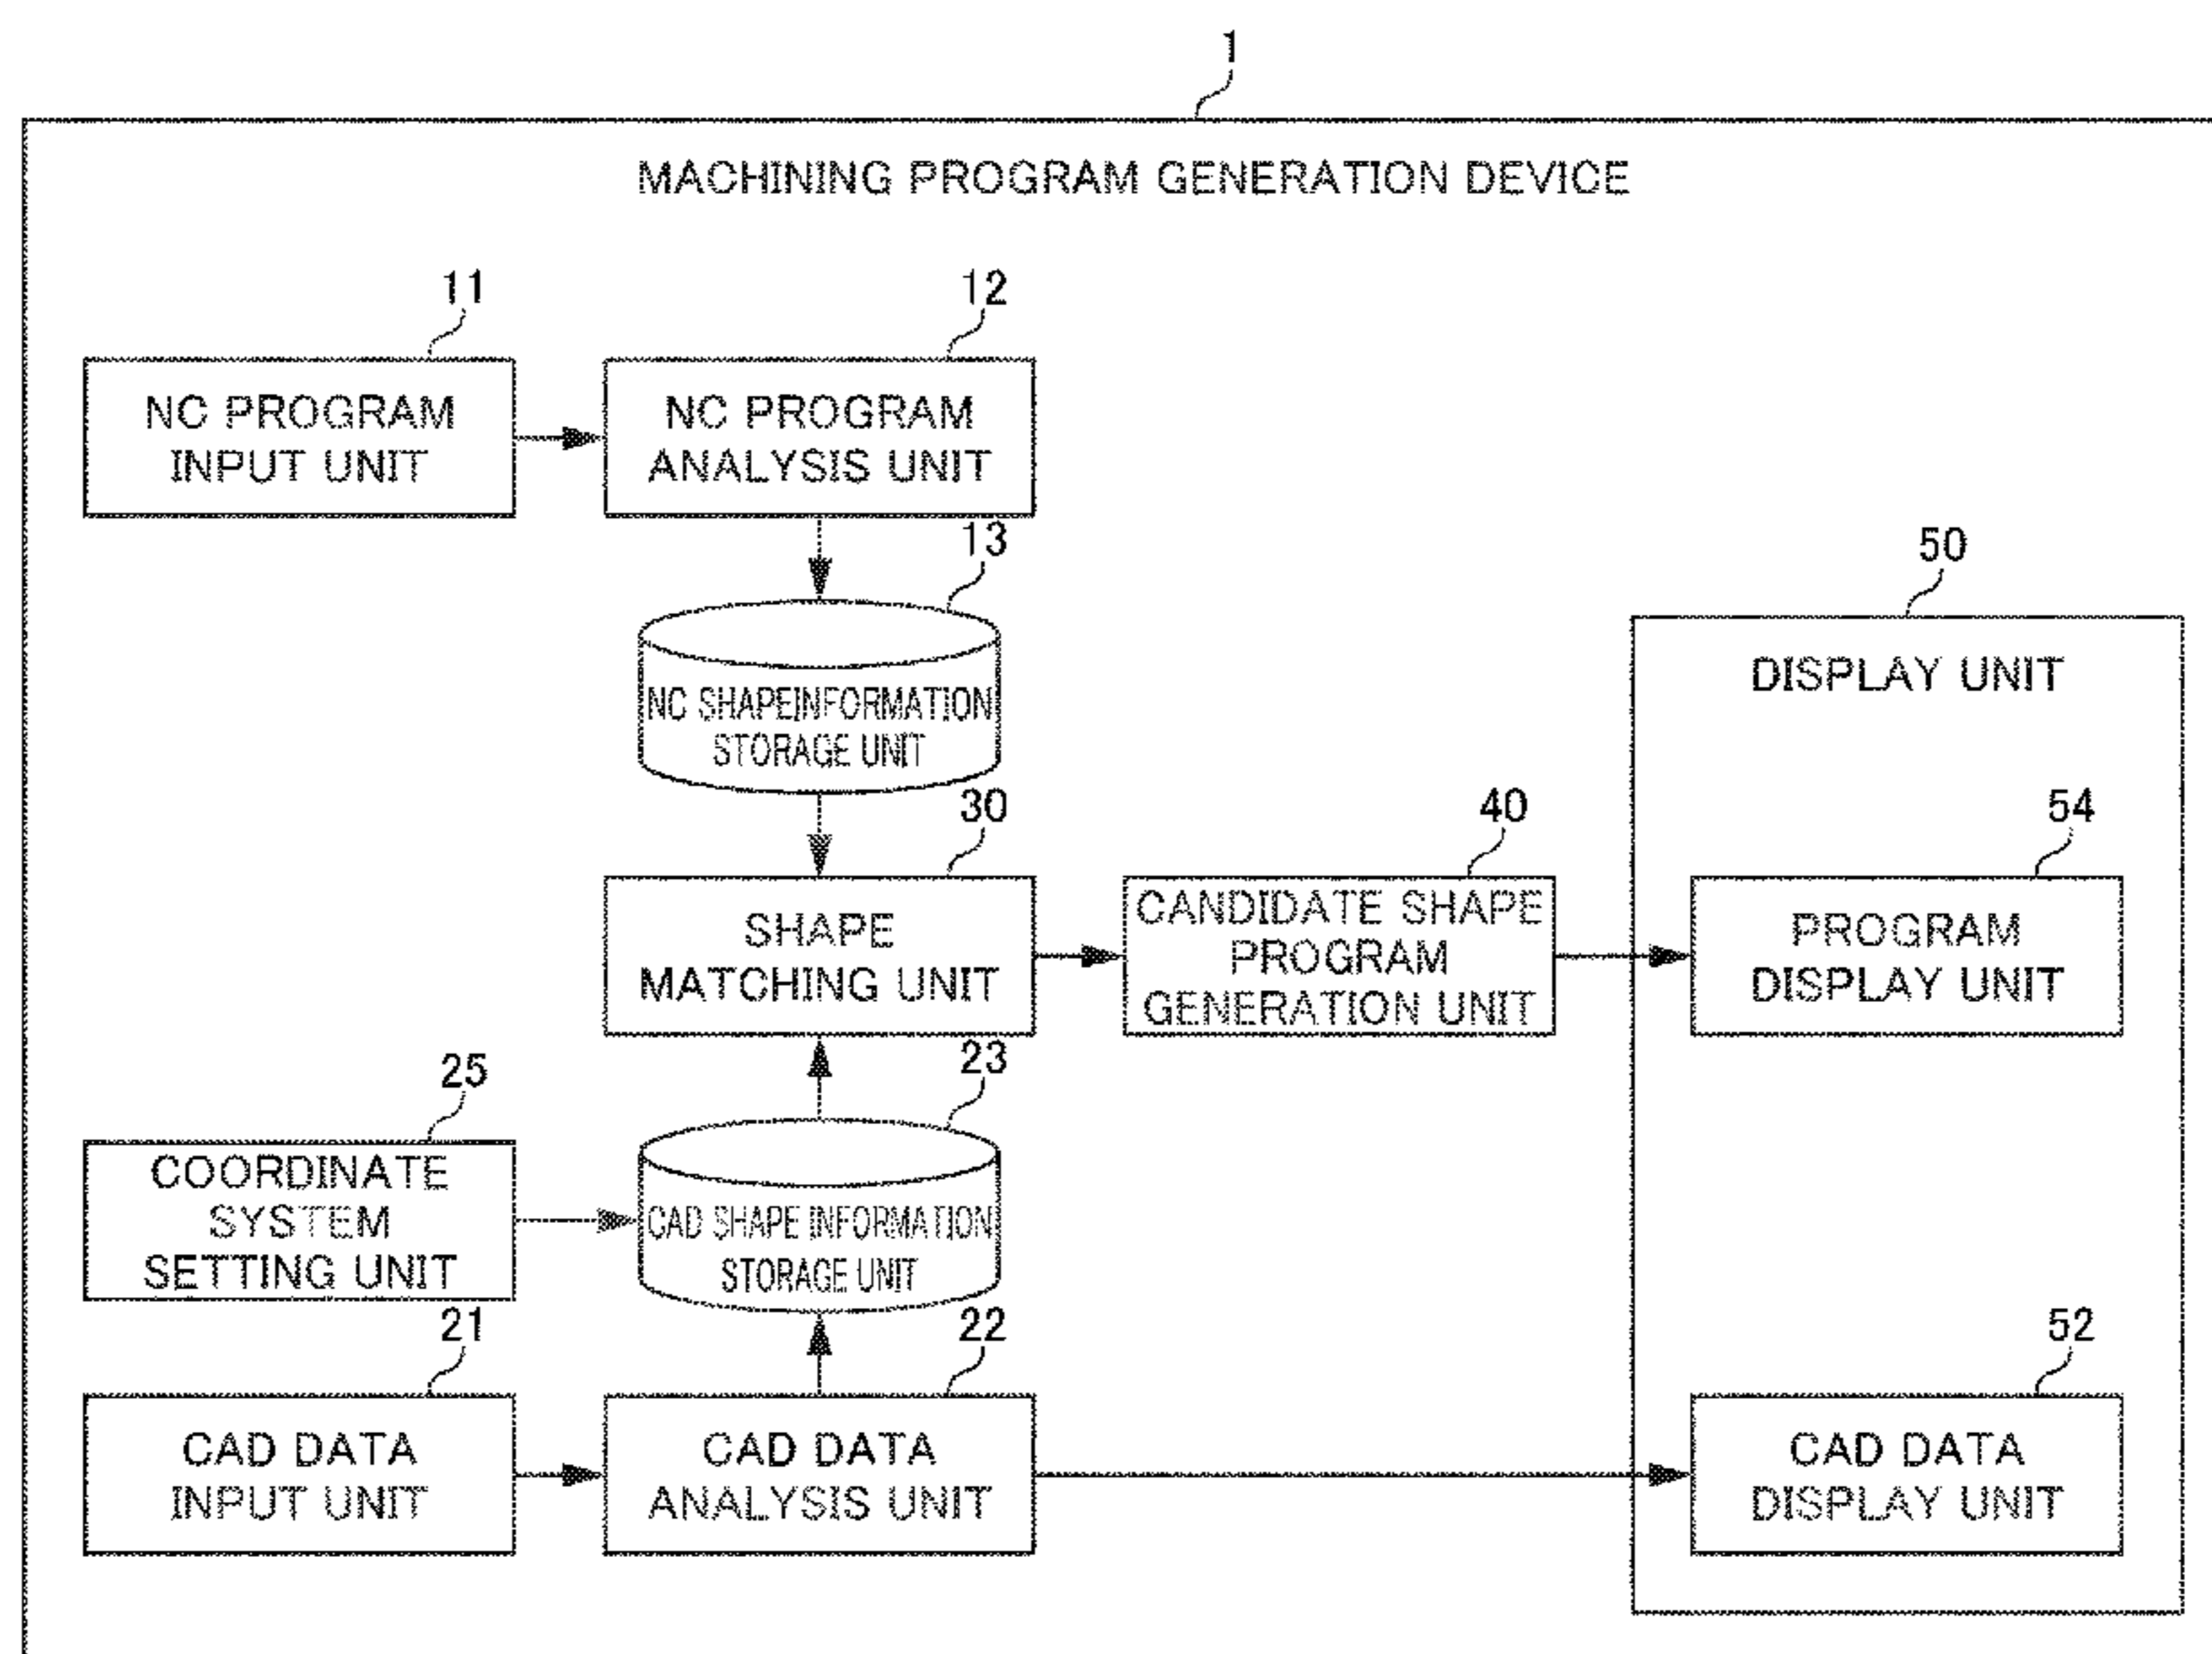 1
MACHINING PROGRAM GENERATION DEVICE
11
NC PROGRAM
INPUT UNIT
12
NC PROGRAM
ANALYSIS UNIT
13
NC SHAPEINFORMATION
STORAGE UNIT
30
SHAPE
MATCHING UNIT
40
CANDIDATE SHAPE
PROGRAM
GENERATION UNIT
50
DISPLAY UNIT
54
PROGRAM
DISPLAY UNIT
25
COORDINATE
SYSTEM
SETTING UNIT
23
CAD SHAPE INFORMATION
STORAGE UNIT
21
CAD DATA
INPUT UNIT
22
CAD DATA
ANALYSIS UNIT
52
CAD DATA
DISPLAY UNIT